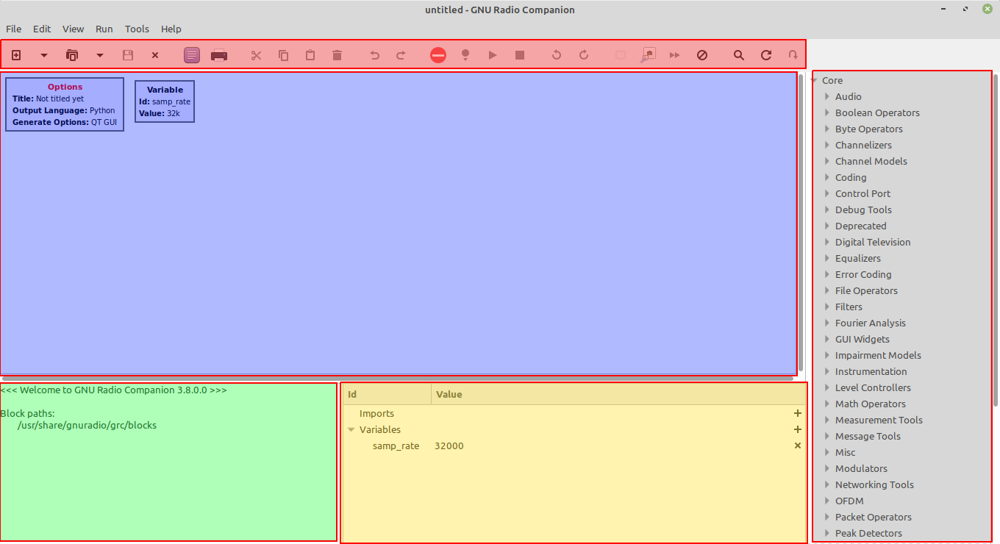 untitled - GNU Radio Companion
File Edit View Run Tools Help
Options
Title: Not titled yet
Output Language: Python
Generate Options: QT GUI
Variable
Id: samp_rate
Value: 32k
<<< Welcome to GNU Radio Companion 3.8.0.0 >>>
Block paths:
/usr/share/gnuradio/grc/blocks
Id Value
Imports
Variables
samp_rate 32000
Core
Audio
Boolean Operators
Byte Operators
Channelizers
Channel Models
Coding
Control Port
Debug Tools
Deprecated
Digital Television
Equalizers
Error Coding
File Operators
Filters
Fourier Analysis
GUI Widgets
Impairment Models
Instrumentation
Level Controllers
Math Operators
Measurement Tools
Message Tools
Misc
Modulators
Networking Tools
OFDM
Packet Operators
Peak Detectors